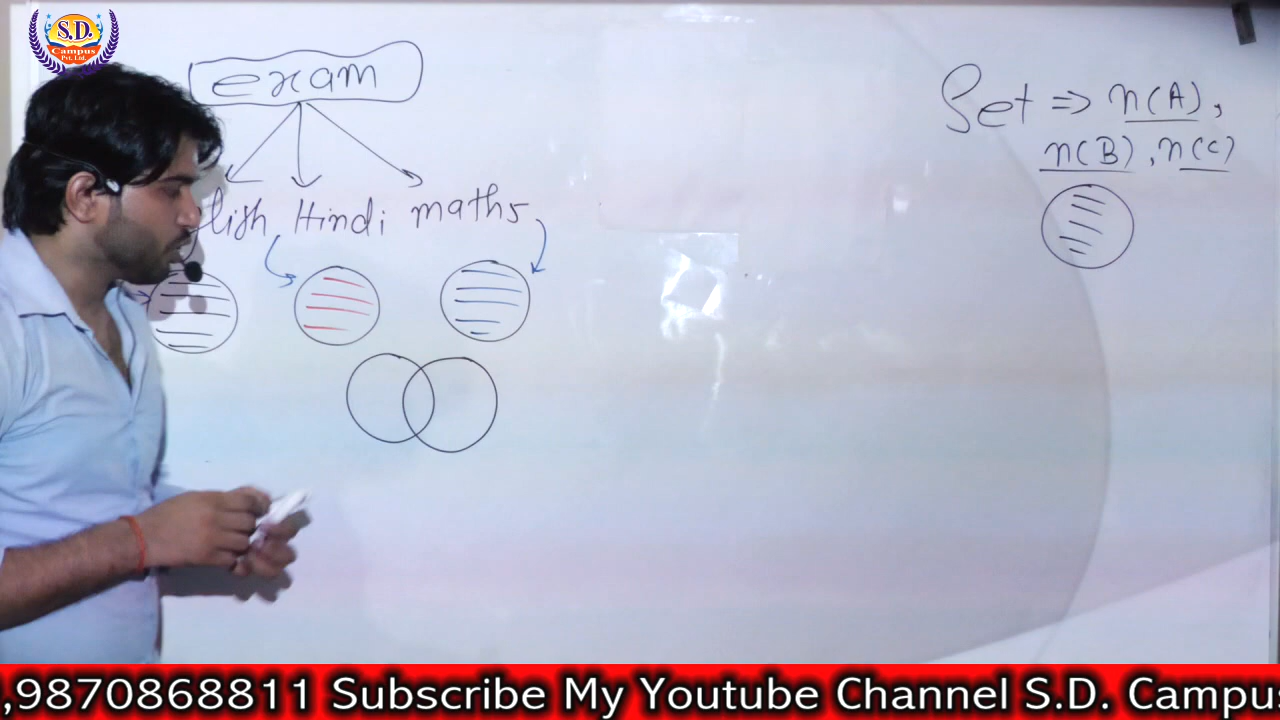 S.D.
Campus
Pvt. Ltd.
exam
Set ⇒ n(A),
n(B), n(C)
lish Hindi maths
,9870868811 Subscribe My Youtube Channel S.D. Campus